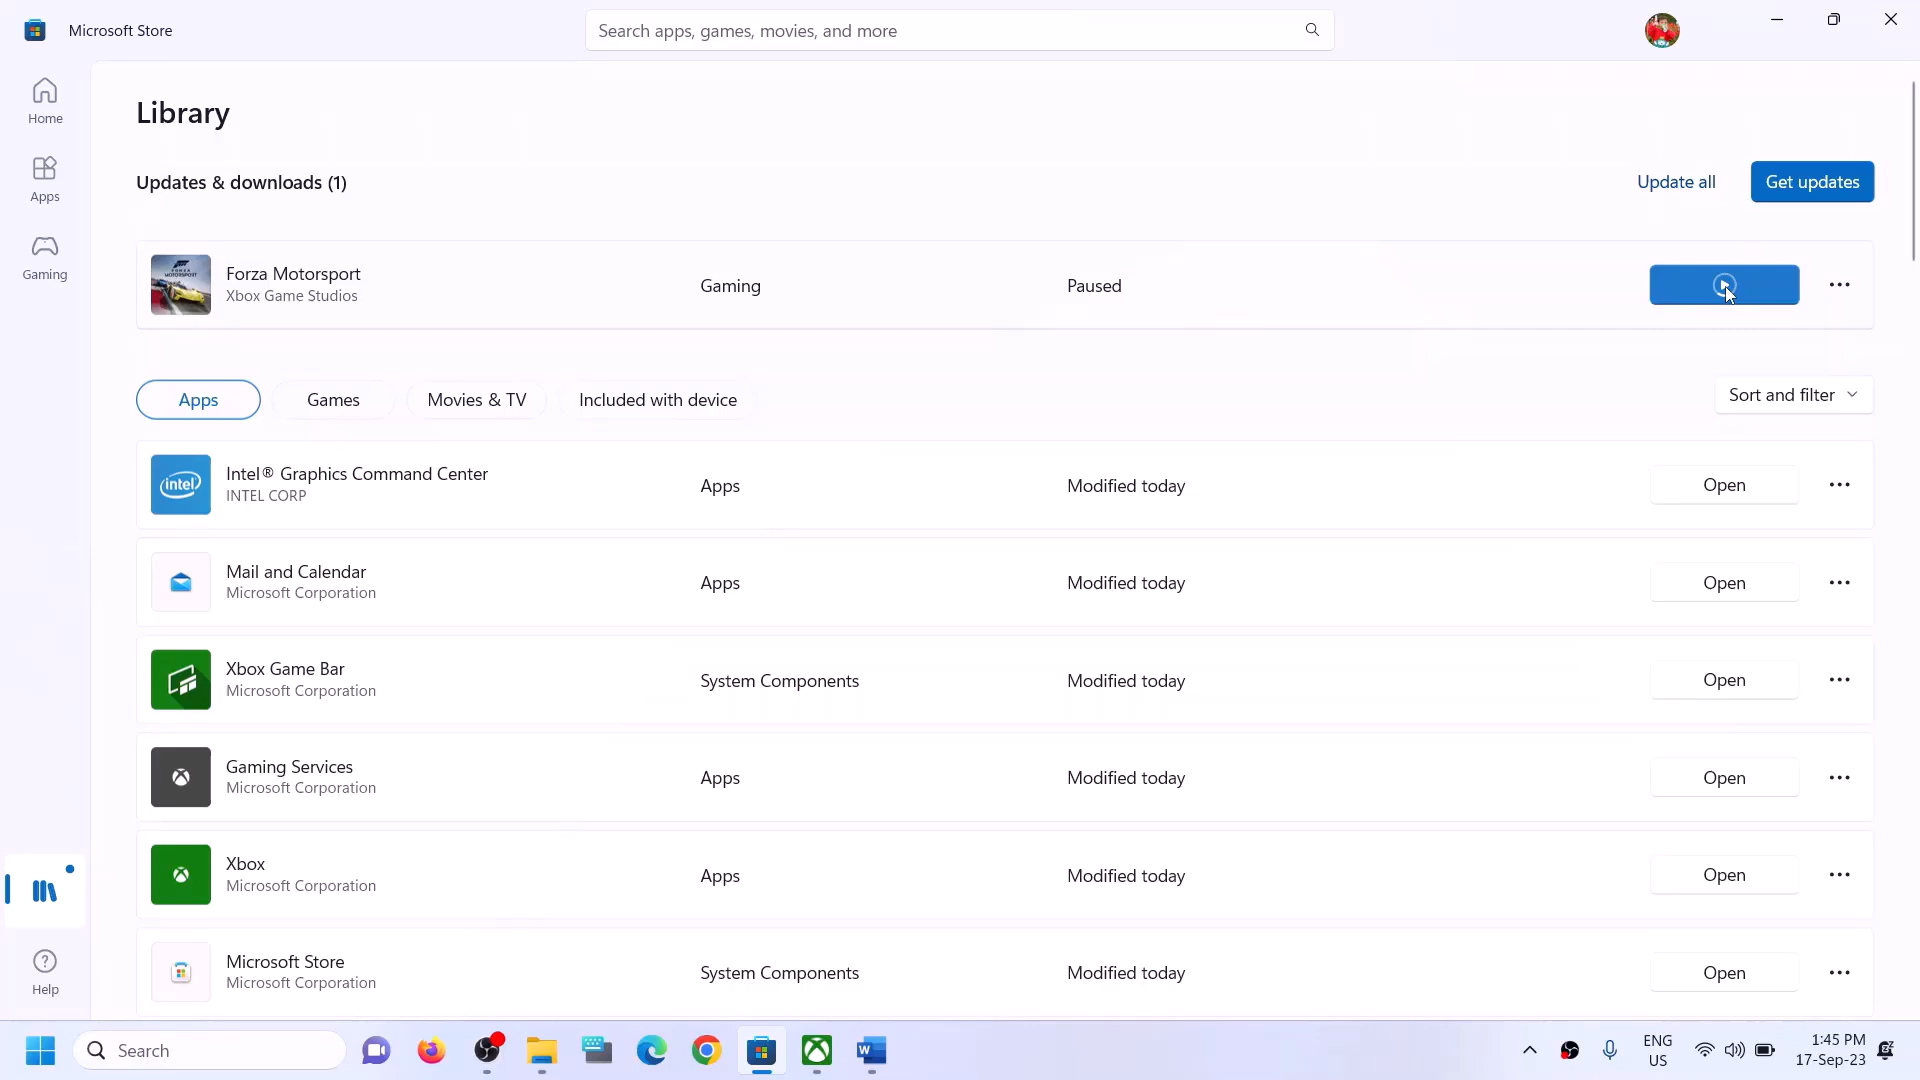 Microsoft Store
Search apps, games, movies, and more
Home
Apps
Gaming
Help
Library
Updates & downloads (1)
Update all
Get updates
FORZA MOTORSPORT
Forza Motorsport
Xbox Game Studios
Gaming
Paused
Apps
Games
Movies & TV
Included with device
Sort and filter
intel
Intel® Graphics Command Center
INTEL CORP
Apps
Modified today
Open
Mail and Calendar
Microsoft Corporation
Apps
Modified today
Open
Xbox Game Bar
Microsoft Corporation
System Components
Modified today
Open
Gaming Services
Microsoft Corporation
Apps
Modified today
Open
Xbox
Microsoft Corporation
Apps
Modified today
Open
Microsoft Store
Microsoft Corporation
System Components
Modified today
Open
Search
W
ENG
US
1:45 PM
17-Sep-23